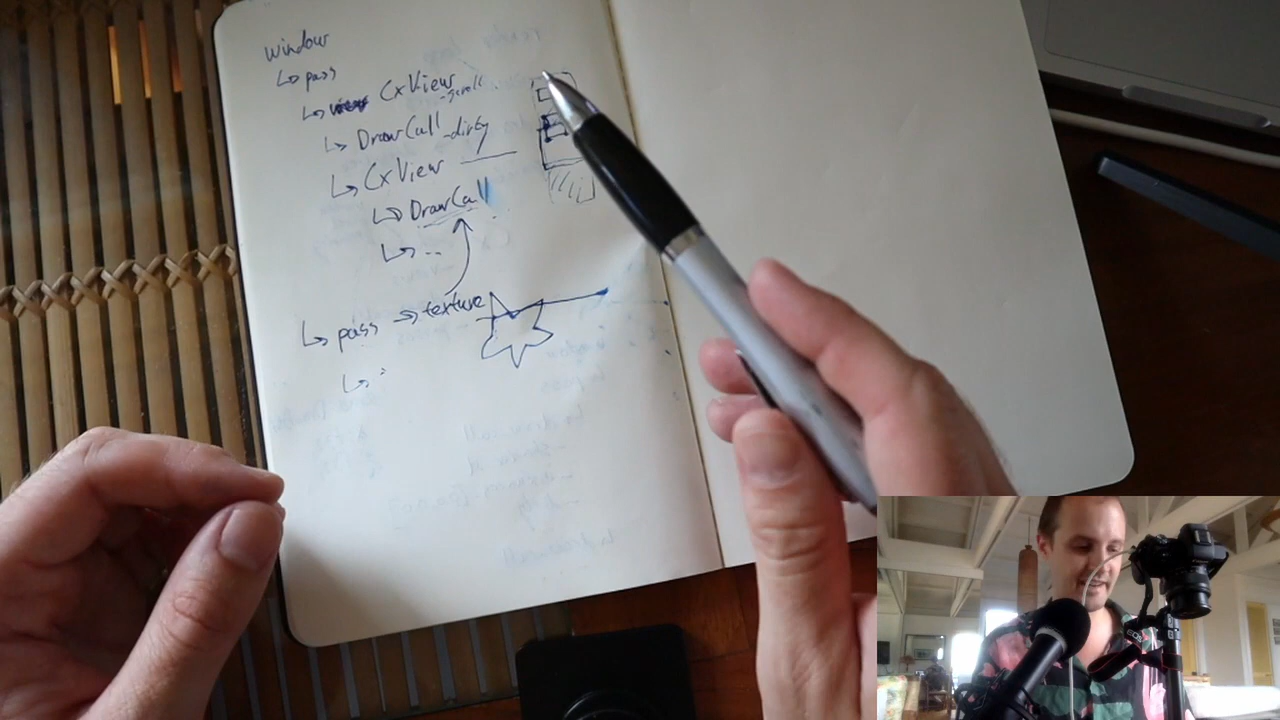 window
↳ pass
↳ CxView -scroll
↳ DrawCall -dirty
↳ CxView
↳ DrawCall
↳ ...
↳ pass → texture
↳ :